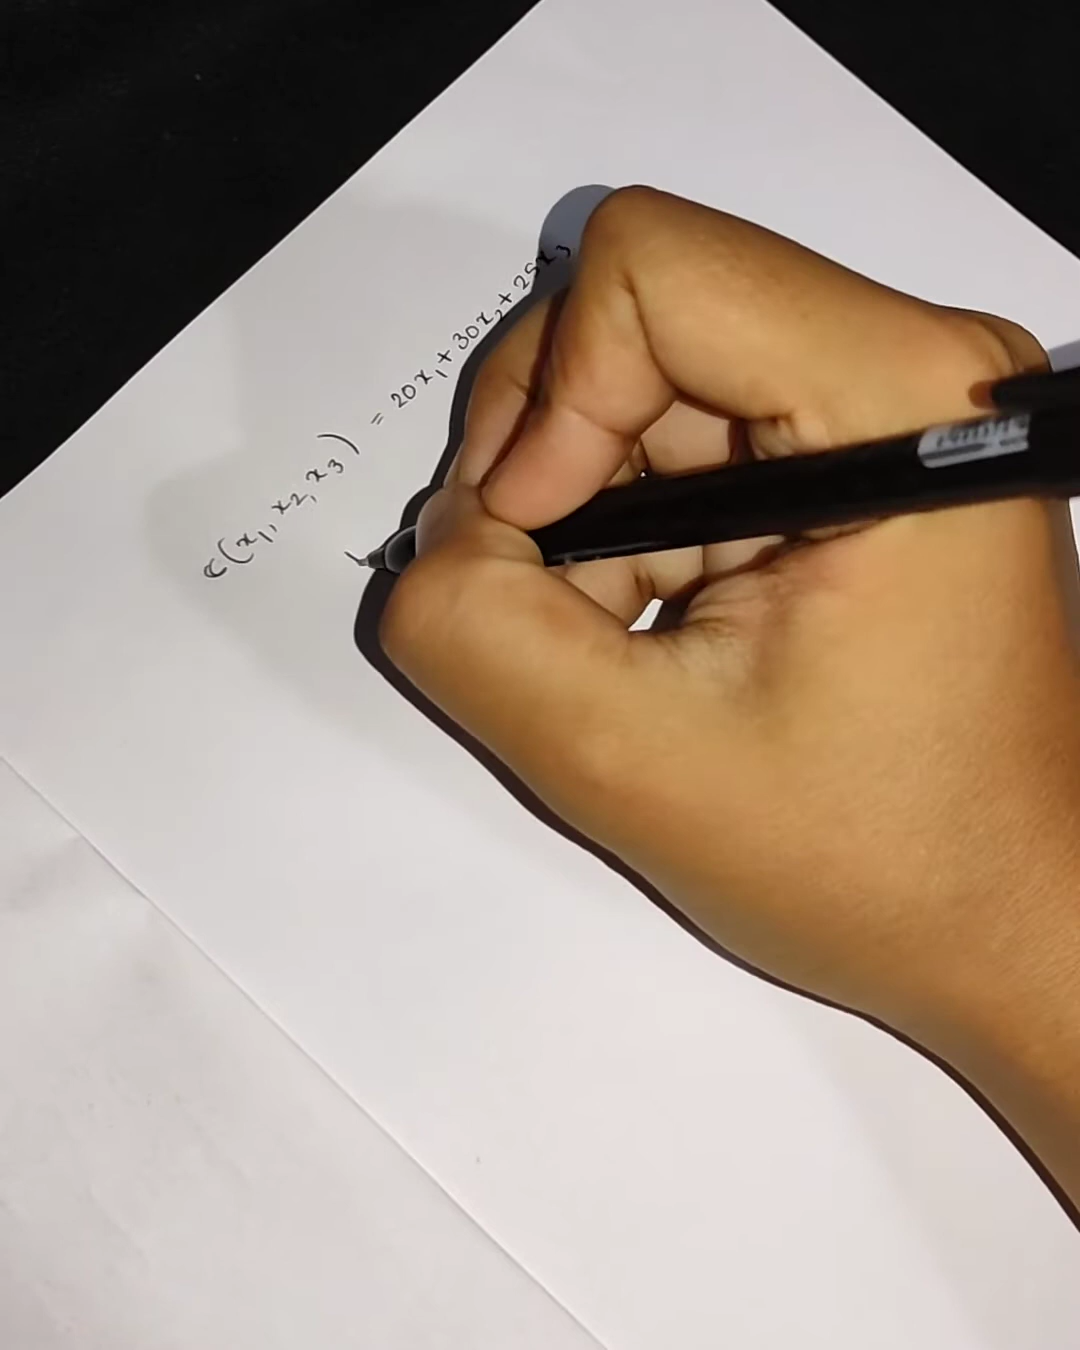 C(x₁, x₂, x₃) = 20x₁ + 30x₂ + 25x₃